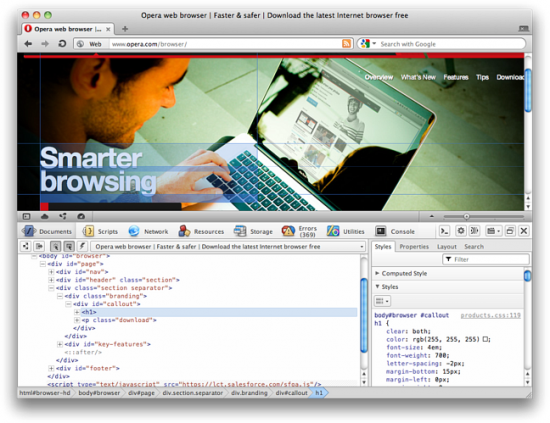 Opera web browser | Faster & safer | Download the latest Internet browser free
Opera web browser | ...
Web
www.opera.com/browser/
Search with Google
Overview What's New Features Tips Download
Smarter
browsing
Documents Scripts Network Resources Storage Errors (369) Utilities Console
Opera web browser | Faster & safer | Download the latest Internet browser free
Styles Properties Layout Search
Filter
<body id="browser">
<div id="page">
<div id="nav">
<div id="header" class="section">
<div class="section separator">
<div class="branding">
<div id="callout">
<h1>
<p class="download">
</div>
</div>
<div id="key-features">
<::after/>
</div>
<div id="footer">
</div>
<script type="text/javascript" src="https://lct.salesforce.com/sfga.js"/>
Computed Style
Styles
body#browser #callout products.css:119
h1 {
clear: both;
color: rgb(255, 255, 255)
font-size: 4em;
font-weight: 700;
letter-spacing: -2px;
margin-bottom: 15px;
margin-left: 0px;
html#browser-hd body#browser div#page div.section.separator div.branding div#callout h1